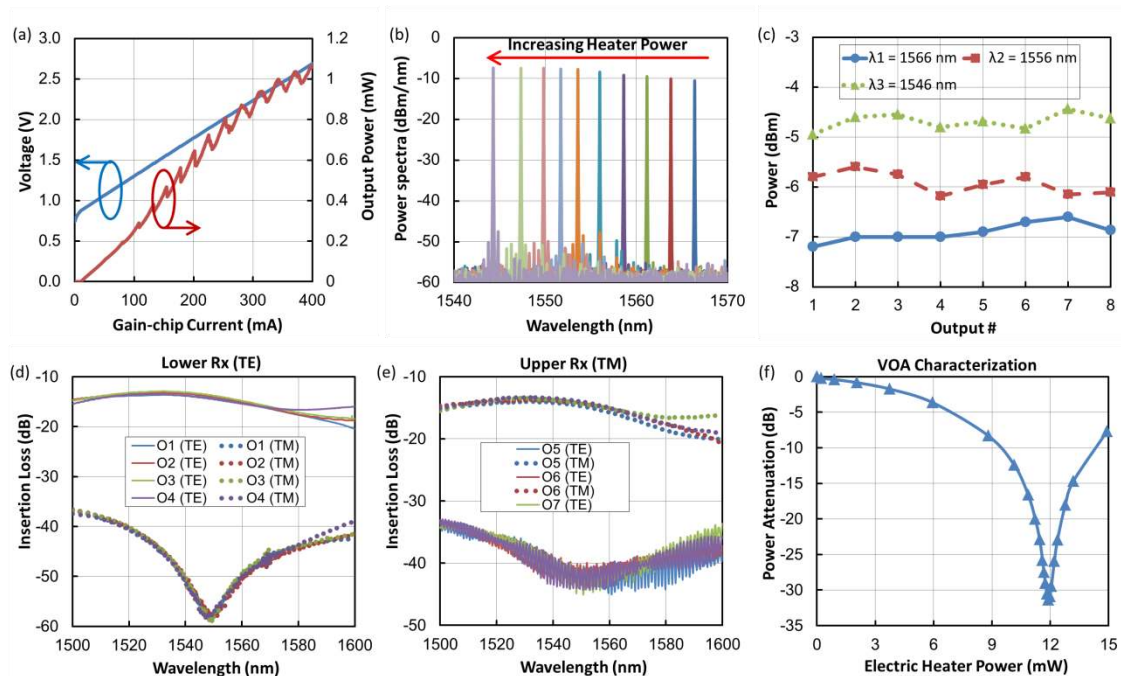 (a)
3.0
2.5
2.0
1.5
1.0
0.5
0.0
Voltage (V)
1.2
1
0.8
0.6
0.4
0.2
0
Output Power (mW)
0 100 200 300 400
Gain-chip Current (mA)
(b)
Increasing Heater Power
0
-10
-20
-30
-40
-50
-60
Power spectra (dBm/nm)
1540 1550 1560 1570
Wavelength (nm)
(c)
λ1 = 1566 nm λ2 = 1556 nm
λ3 = 1546 nm
-3
-4
-5
-6
-7
-8
Power (dBm)
1 2 3 4 5 6 7 8
Output #
(d)
Lower Rx (TE)
-10
-20
-30
-40
-50
-60
Insertion Loss (dB)
O1 (TE) O1 (TM)
O2 (TE) O2 (TM)
O3 (TE) O3 (TM)
O4 (TE) O4 (TM)
1500 1520 1540 1560 1580 1600
Wavelength (nm)
(e)
Upper Rx (TM)
-10
-20
-30
-40
-50
Insertion Loss (dB)
O5 (TE)
O5 (TM)
O6 (TE)
O6 (TM)
O7 (TE)
1500 1520 1540 1560 1580 1600
Wavelength (nm)
(f)
VOA Characterization
0
-5
-10
-15
-20
-25
-30
-35
Power Attenuation (dB)
0 3 6 9 12 15
Electric Heater Power (mW)